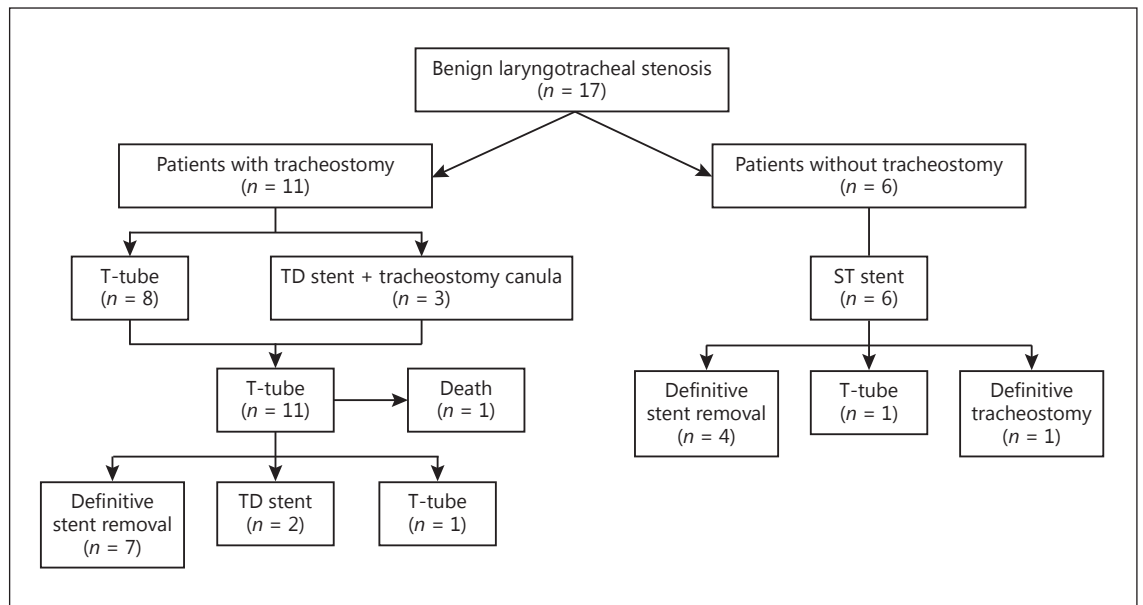 Benign laryngotracheal stenosis
(n = 17)
Patients with tracheostomy
(n = 11)
Patients without tracheostomy
(n = 6)
T-tube
(n = 8)
TD stent + tracheostomy canula
(n = 3)
ST stent
(n = 6)
T-tube
(n = 11)
Death
(n = 1)
Definitive
stent removal
(n = 4)
T-tube
(n = 1)
Definitive
tracheostomy
(n = 1)
Definitive
stent removal
(n = 7)
TD stent
(n = 2)
T-tube
(n = 1)